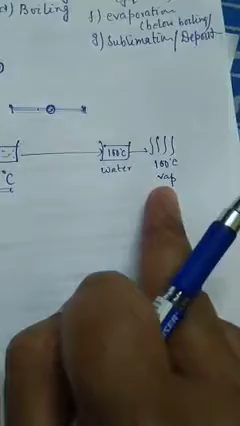 d) Boiling
f) evaporation
(below boiling)
g) Sublimation/Deposit
100°C
°C
water
100°C
vap